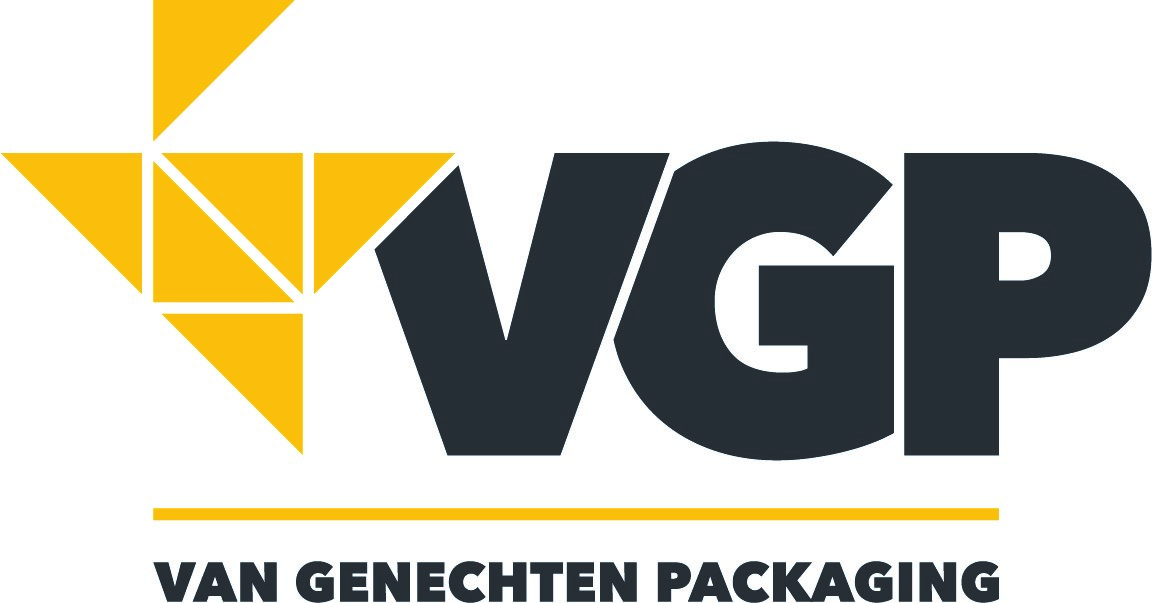 VGP
VAN GENECHTEN PACKAGING